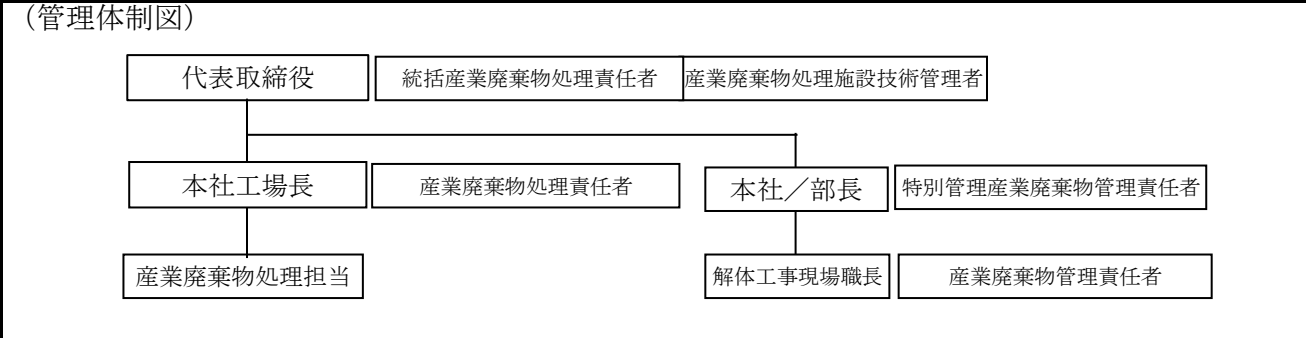 （管理体制図）
代表取締役 統括産業廃棄物処理責任者 産業廃棄物処理施設技術管理者
本社工場長 産業廃棄物処理責任者 本社／部長 特別管理産業廃棄物管理責任者
産業廃棄物処理担当 解体工事現場職長 産業廃棄物管理責任者